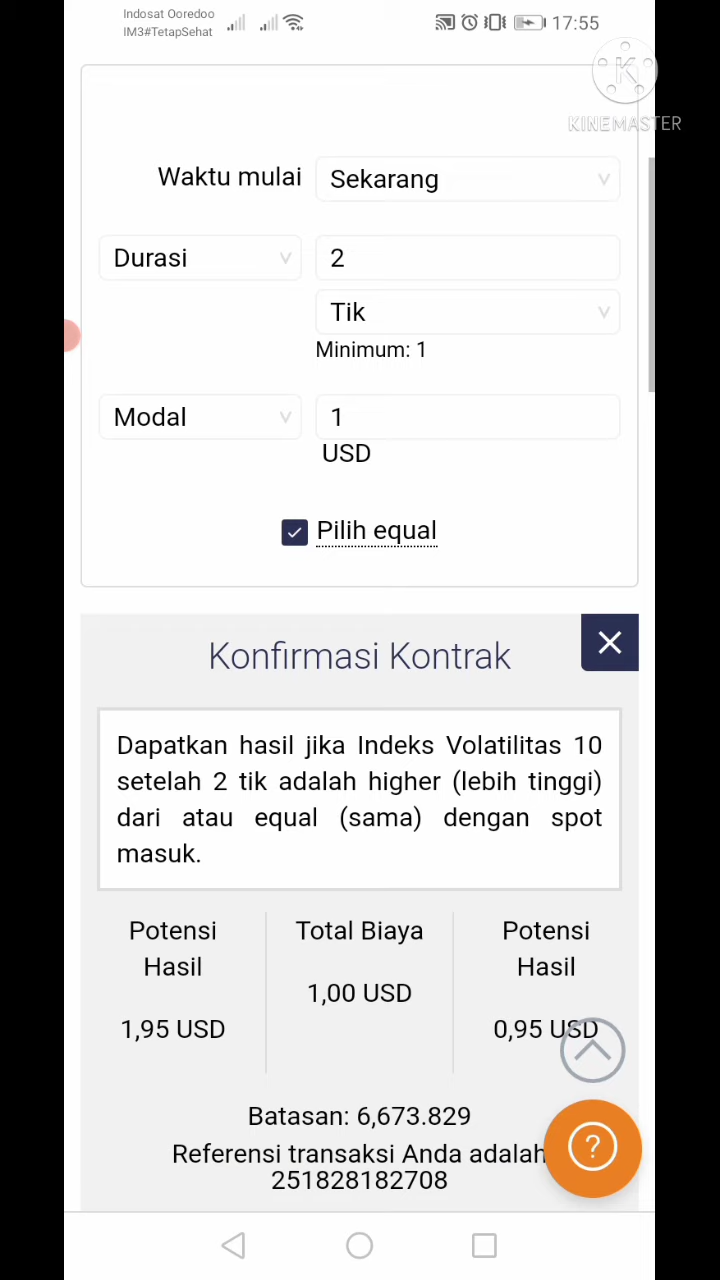 Indosat Ooredoo
IM3#TetapSehat
17:55
KINEMASTER
Waktu mulai
Sekarang
Durasi
2
Tik
Minimum: 1
Modal
1
USD
Pilih equal
Konfirmasi Kontrak
Dapatkan hasil jika Indeks Volatilitas 10
setelah 2 tik adalah higher (lebih tinggi)
dari atau equal (sama) dengan spot
masuk.
Potensi
Hasil
1,95 USD
Total Biaya
1,00 USD
Potensi
Hasil
0,95 USD
Batasan: 6,673.829
Referensi transaksi Anda adalah
251828182708